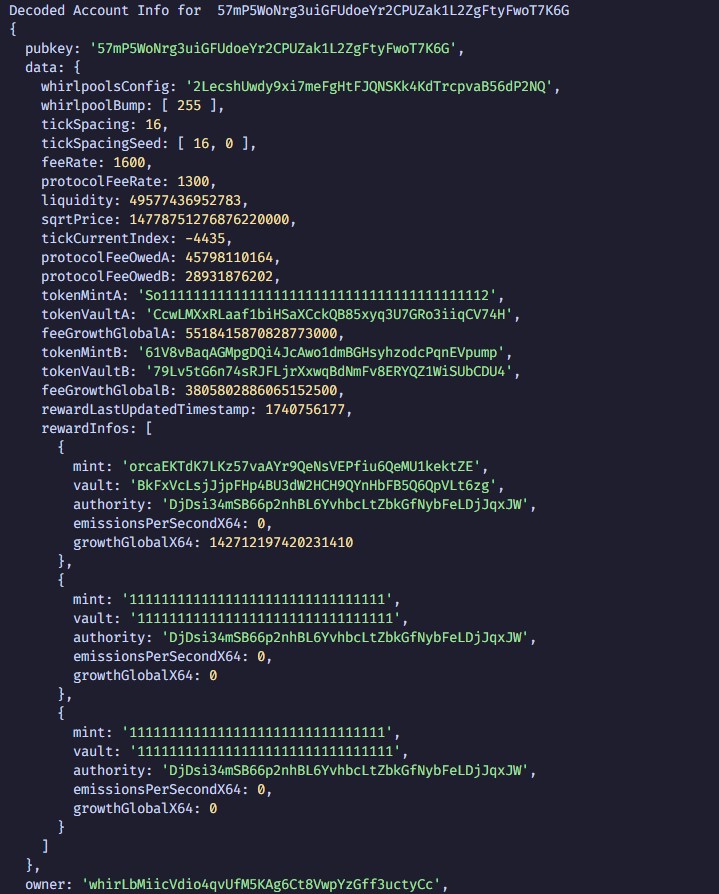 Decoded Account Info for  57mP5WoNrg3uiGFUdoeYr2CPUZak1L2ZgFtyFwoT7K6G
{
  pubkey: '57mP5WoNrg3uiGFUdoeYr2CPUZak1L2ZgFtyFwoT7K6G',
  data: {
    whirlpoolsConfig: '2LecshUwdy9xi7meFgHtFJQNSKk4KdTrcpvaB56dP2NQ',
    whirlpoolBump: [ 255 ],
    tickSpacing: 16,
    tickSpacingSeed: [ 16, 0 ],
    feeRate: 1600,
    protocolFeeRate: 1300,
    liquidity: 49577436952783,
    sqrtPrice: 14778751276876220000,
    tickCurrentIndex: -4435,
    protocolFeeOwedA: 45798110164,
    protocolFeeOwedB: 28931876202,
    tokenMintA: 'So11111111111111111111111111111111111111112',
    tokenVaultA: 'CcwLMXxRLaaf1biHSaXCckQB85xyq3U7GRo3iiqCV74H',
    feeGrowthGlobalA: 5518415870828773000,
    tokenMintB: '61V8vBaqAGMpgDQi4JcAwo1dmBGHsyhzodcPqnEVpump',
    tokenVaultB: '79Lv5tG6n74sRJFLjrXxwqBdNmFv8ERYQZ1WiSUbCDU4',
    feeGrowthGlobalB: 3805802886065152500,
    rewardLastUpdatedTimestamp: 1740756177,
    rewardInfos: [
      {
        mint: 'orcaEKTdK7LKz57vaAYr9QeNsVEPfiu6QeMU1kektZE',
        vault: 'BkFxVcLsjJjpFHp4BU3dW2HCH9QYnHbFB5Q6QpVLt6zg',
        authority: 'DjDsi34mSB66p2nhBL6YvhbcLtZbkGfNybFeLDjJqxJW',
        emissionsPerSecondX64: 0,
        growthGlobalX64: 142712197420231410
      },
      {
        mint: '11111111111111111111111111111111',
        vault: '11111111111111111111111111111111',
        authority: 'DjDsi34mSB66p2nhBL6YvhbcLtZbkGfNybFeLDjJqxJW',
        emissionsPerSecondX64: 0,
        growthGlobalX64: 0
      },
      {
        mint: '11111111111111111111111111111111',
        vault: '11111111111111111111111111111111',
        authority: 'DjDsi34mSB66p2nhBL6YvhbcLtZbkGfNybFeLDjJqxJW',
        emissionsPerSecondX64: 0,
        growthGlobalX64: 0
      }
    ]
  },
  owner: 'whirLbMiicVdio4qvUfM5KAg6Ct8VwpYzGff3uctyCc',